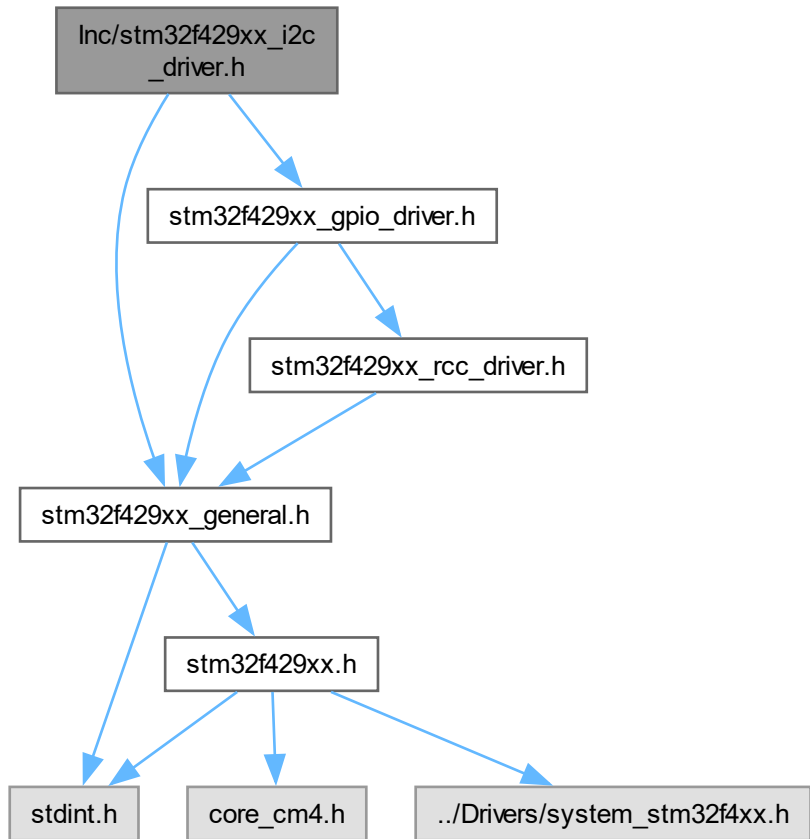 Inc/stm32f429xx_i2c
_driver.h
stm32f429xx_gpio_driver.h
stm32f429xx_rcc_driver.h
stm32f429xx_general.h
stm32f429xx.h
stdint.h
core_cm4.h
../Drivers/system_stm32f4xx.h